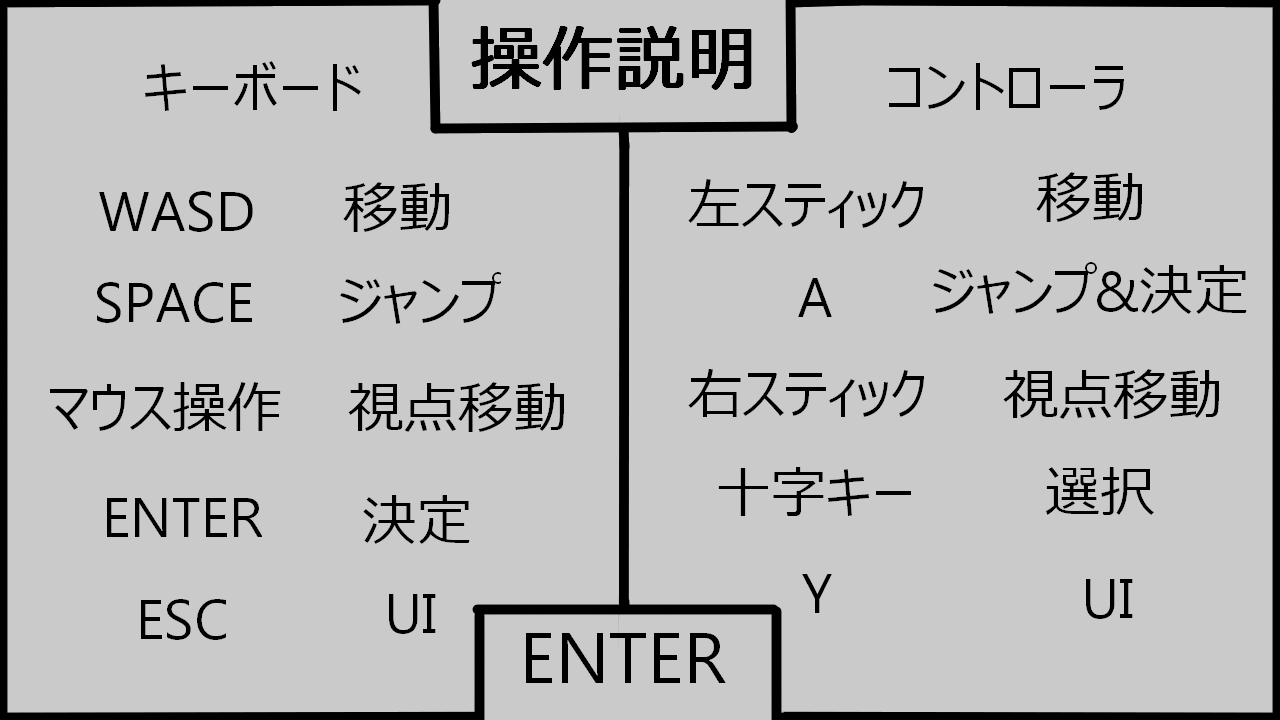 操作説明
キーボード
WASD 移動
SPACE ジャンプ
マウス操作 視点移動
ENTER 決定
ESC UI
コントローラ
左スティック 移動
A ジャンプ&決定
右スティック 視点移動
十字キー 選択
Y UI
ENTER